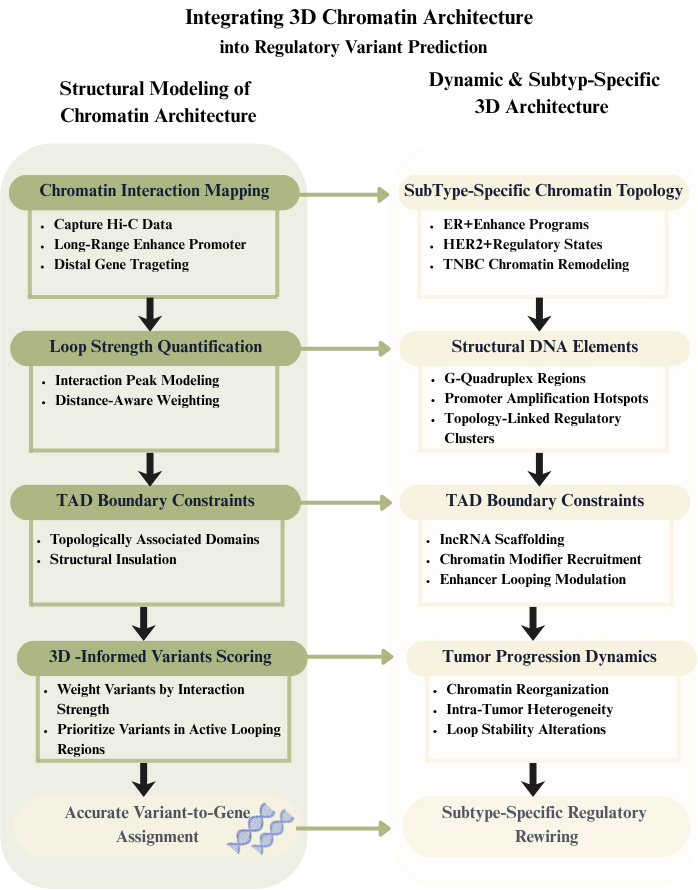 Integrating 3D Chromatin Architecture
into Regulatory Variant Prediction
Structural Modeling of
Chromatin Architecture
Chromatin Interaction Mapping
Capture Hi-C Data
Long-Range Enhance Promoter
Distal Gene Trageting
Loop Strength Quantification
Interaction Peak Modeling
Distance-Aware Weighting
TAD Boundary Constraints
Topologically Associated Domains
Structural Insulation
3D -Informed Variants Scoring
Weight Variants by Interaction
Strength
Prioritize Variants in Active Looping
Regions
Accurate Variant-to-Gene
Assignment
Dynamic & Subtyp-Specific
3D Architecture
SubType-Specific Chromatin Topology
ER+Enhance Programs
HER2+Regulatory States
TNBC Chromatin Remodeling
Structural DNA Elements
G-Quadruplex Regions
Promoter Amplification Hotspots
Topology-Linked Regulatory
Clusters
TAD Boundary Constraints
IncRNA Scaffolding
Chromatin Modifier Recruitment
Enhancer Looping Modulation
Tumor Progression Dynamics
Chromatin Reorganization
Intra-Tumor Heterogeneity
Loop Stability Alterations
Subtype-Specific Regulatory
Rewiring